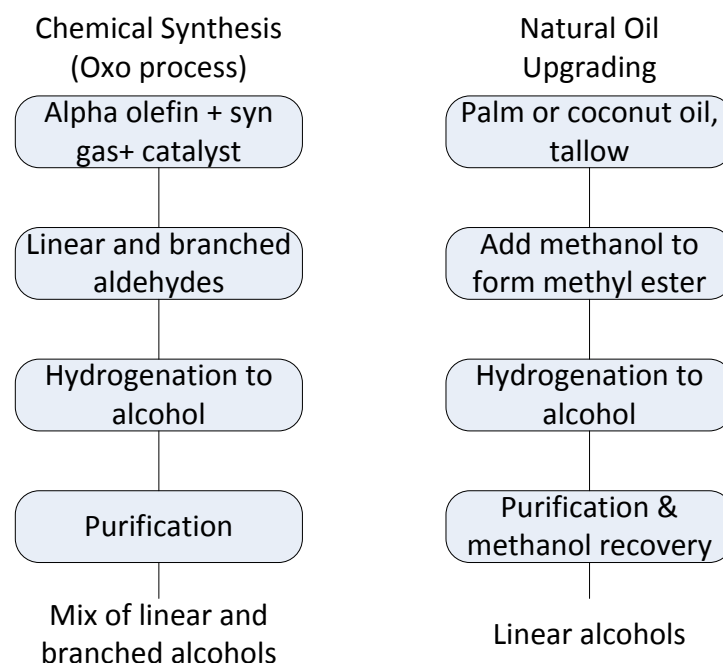 Chemical Synthesis
(Oxo process)
Alpha olefin + syn
gas+ catalyst
Linear and branched
aldehydes
Hydrogenation to
alcohol
Purification
Mix of linear and
branched alcohols
Natural Oil
Upgrading
Palm or coconut oil,
tallow
Add methanol to
form methyl ester
Hydrogenation to
alcohol
Purification &
methanol recovery
Linear alcohols